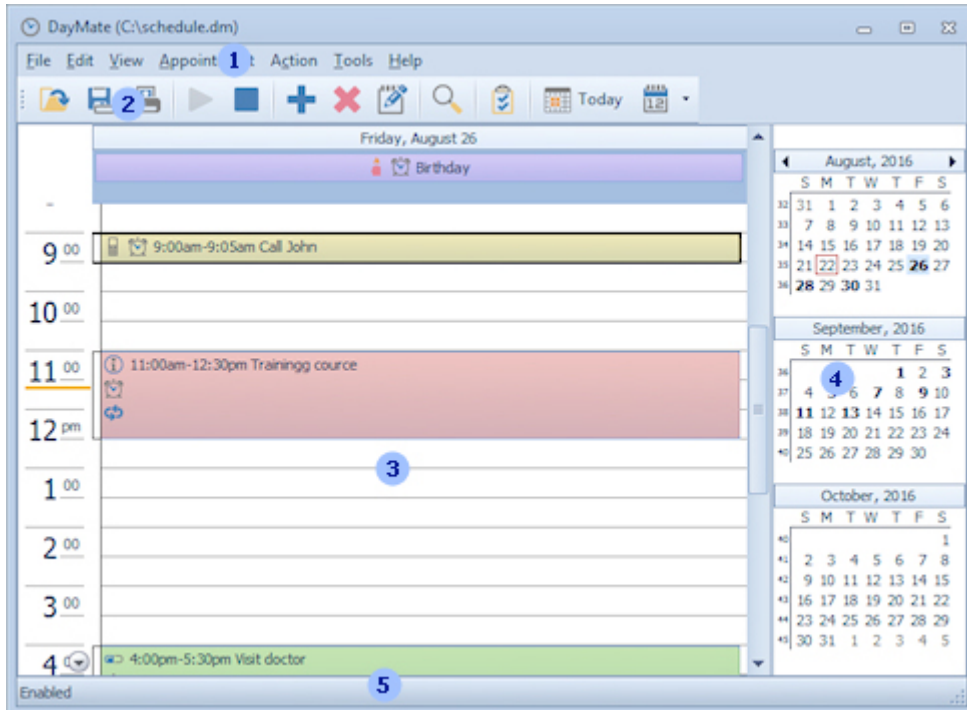 DayMate (C:\schedule.dm)
File Edit View Appoint 1 t Action Tools Help
2 Today 12
Friday, August 26
Birthday
9 00
9:00am-9:05am Call John
10 00
11 00
11:00am-12:30pm Trainingg cource
12 pm
3
1 00
2 00
3 00
4
4:00pm-5:30pm Visit doctor
5
Enabled
August, 2016
S M T W T F S
32 31 1 2 3 4 5 6
33 7 8 9 10 11 12 13
34 14 15 16 17 18 19 20
35 21 22 23 24 25 26 27
36 28 29 30 31
September, 2016
S M T W T F S
36 1 2 3
4
37 4 6 7 8 9 10
38 11 12 13 14 15 16 17
39 18 19 20 21 22 23 24
40 25 26 27 28 29 30
October, 2016
S M T W T F S
40 1
41 2 3 4 5 6 7 8
42 9 10 11 12 13 14 15
43 16 17 18 19 20 21 22
44 23 24 25 26 27 28 29
45 30 31 1 2 3 4 5